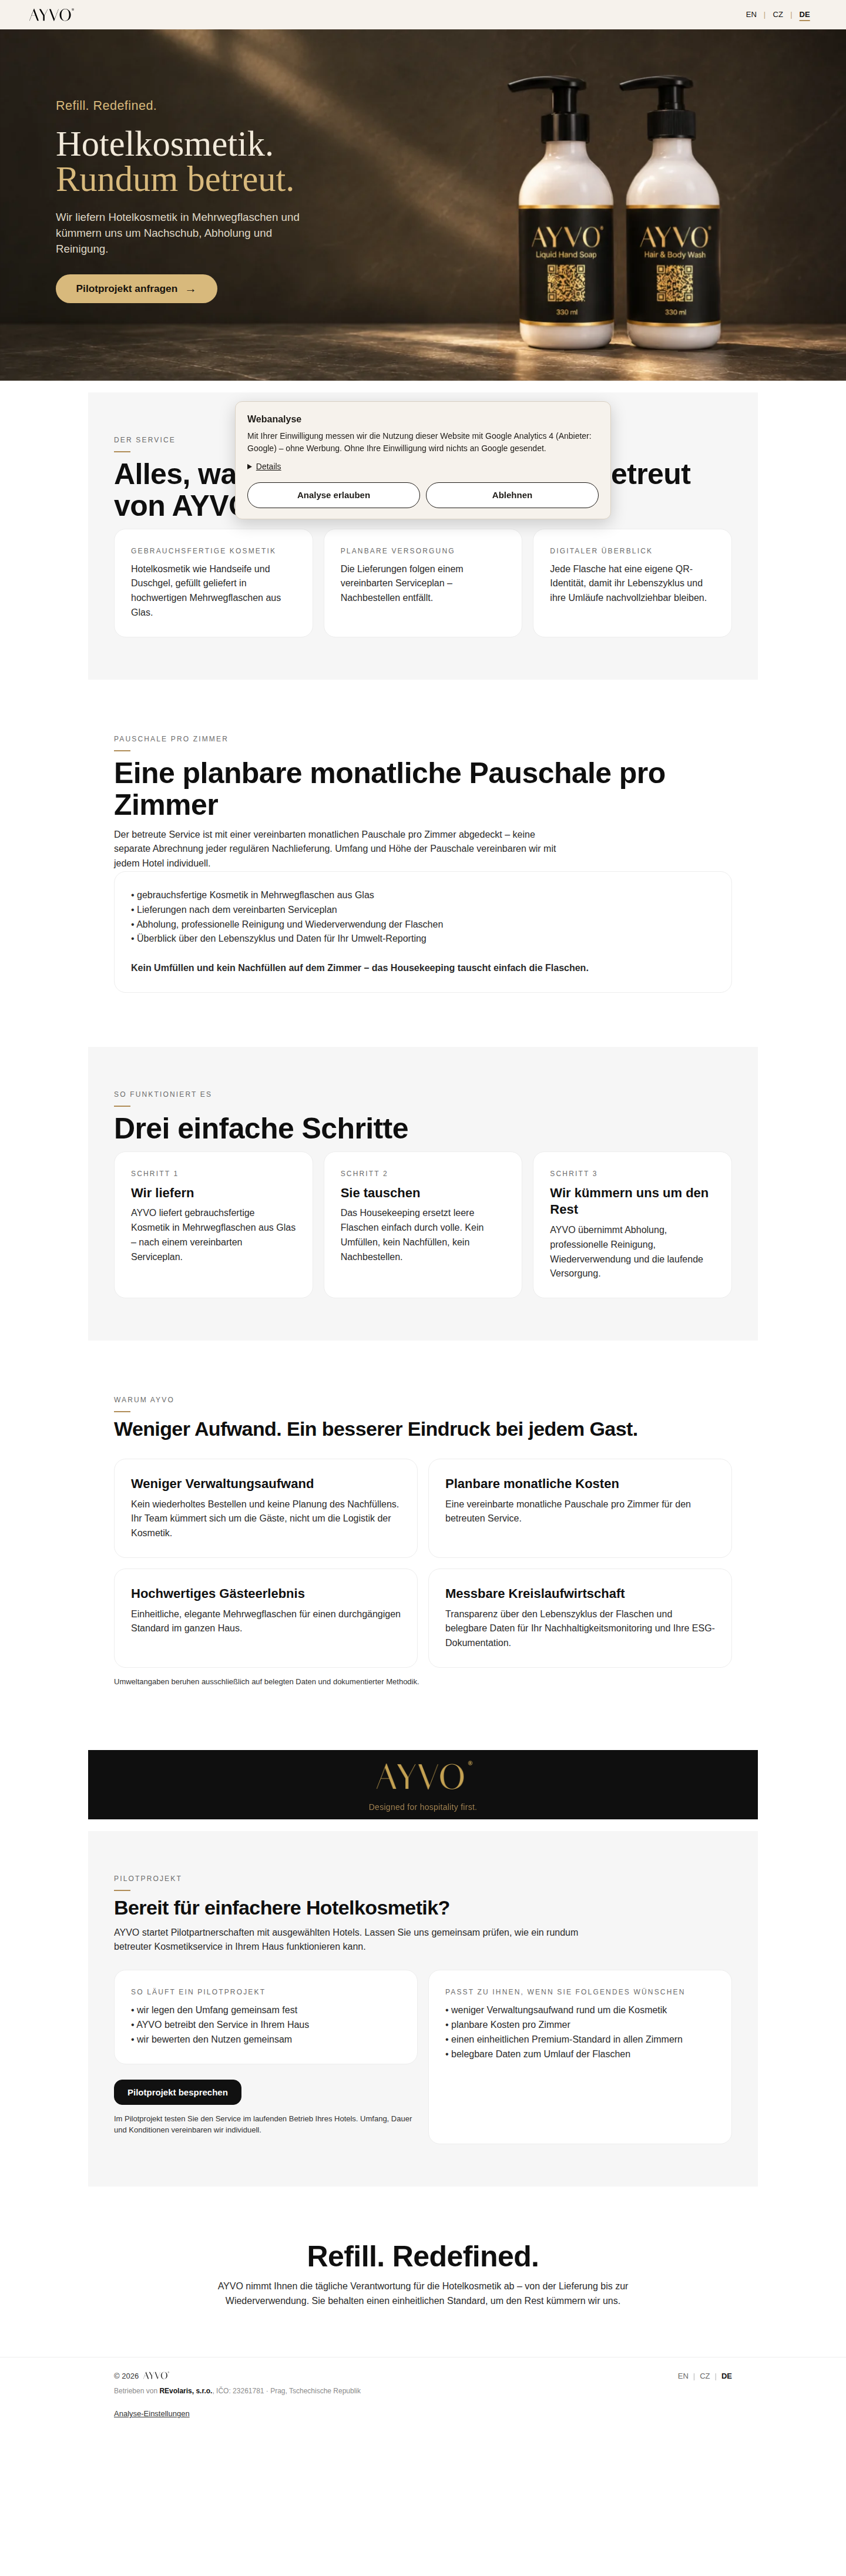 AYVO®
EN | CZ | DE
Refill. Redefined.
Hotelkosmetik.
Rundum betreut.
Wir liefern Hotelkosmetik in Mehrwegflaschen und
kümmern uns um Nachschub, Abholung und
Reinigung.
Pilotprojekt anfragen →
AYVO®
Liquid Hand Soap
330 ml
AYVO®
Hair & Body Wash
330 ml
Webanalyse
Mit Ihrer Einwilligung messen wir die Nutzung dieser Website mit Google Analytics 4 (Anbieter:
Google) – ohne Werbung. Ohne Ihre Einwilligung wird nichts an Google gesendet.
Details
Analyse erlauben
Ablehnen
DER SERVICE
Alles,
von
GEBRAUCHSFERTIGE KOSMETIK
Hotelkosmetik wie Handseife und
Duschgel, gefüllt geliefert in
hochwertigen Mehrwegflaschen aus
Glas.
PLANBARE VERSORGUNG
Die Lieferungen folgen einem
vereinbarten Serviceplan –
Nachbestellen entfällt.
DIGITALER ÜBERBLICK
Jede Flasche hat eine eigene QR-
Identität, damit ihr Lebenszyklus und
ihre Umläufe nachvollziehbar bleiben.
PAUSCHALE PRO ZIMMER
Eine planbare monatliche Pauschale pro
Zimmer
Der betreute Service ist mit einer vereinbarten monatlichen Pauschale pro Zimmer abgedeckt – keine
separate Abrechnung jeder regulären Nachlieferung. Umfang und Höhe der Pauschale vereinbaren wir mit
jedem Hotel individuell.
• gebrauchsfertige Kosmetik in Mehrwegflaschen aus Glas
• Lieferungen nach dem vereinbarten Serviceplan
• Abholung, professionelle Reinigung und Wiederverwendung der Flaschen
• Überblick über den Lebenszyklus und Daten für Ihr Umwelt-Reporting
Kein Umfüllen und kein Nachfüllen auf dem Zimmer – das Housekeeping tauscht einfach die Flaschen.
SO FUNKTIONIERT ES
Drei einfache Schritte
SCHRITT 1
Wir liefern
AYVO liefert gebrauchsfertige
Kosmetik in Mehrwegflaschen aus Glas
– nach einem vereinbarten
Serviceplan.
SCHRITT 2
Sie tauschen
Das Housekeeping ersetzt leere
Flaschen einfach durch volle. Kein
Umfüllen, kein Nachfüllen, kein
Nachbestellen.
SCHRITT 3
Wir kümmern uns um den
Rest
AYVO übernimmt Abholung,
professionelle Reinigung,
Wiederverwendung und die laufende
Versorgung.
WARUM AYVO
Weniger Aufwand. Ein besserer Eindruck bei jedem Gast.
Weniger Verwaltungsaufwand
Kein wiederholtes Bestellen und keine Planung des Nachfüllens.
Ihr Team kümmert sich um die Gäste, nicht um die Logistik der
Kosmetik.
Planbare monatliche Kosten
Eine vereinbarte monatliche Pauschale pro Zimmer für den
betreuten Service.
Hochwertiges Gästeerlebnis
Einheitliche, elegante Mehrwegflaschen für einen durchgängigen
Standard im ganzen Haus.
Messbare Kreislaufwirtschaft
Transparenz über den Lebenszyklus der Flaschen und
belegbare Daten für Ihr Nachhaltigkeitsmonitoring und Ihre ESG-
Dokumentation.
Umweltangaben beruhen ausschließlich auf belegten Daten und dokumentierter Methodik.
AYVO®
Designed for hospitality first.
PILOTPROJEKT
Bereit für einfachere Hotelkosmetik?
AYVO startet Pilotpartnerschaften mit ausgewählten Hotels. Lassen Sie uns gemeinsam prüfen, wie ein rundum
betreuter Kosmetikservice in Ihrem Haus funktionieren kann.
SO LÄUFT EIN PILOTPROJEKT
• wir legen den Umfang gemeinsam fest
• AYVO betreibt den Service in Ihrem Haus
• wir bewerten den Nutzen gemeinsam
Pilotprojekt besprechen
Im Pilotprojekt testen Sie den Service im laufenden Betrieb Ihres Hotels. Umfang, Dauer
und Konditionen vereinbaren wir individuell.
PASST ZU IHNEN, WENN SIE FOLGENDES WÜNSCHEN
• weniger Verwaltungsaufwand rund um die Kosmetik
• planbare Kosten pro Zimmer
• einen einheitlichen Premium-Standard in allen Zimmern
• belegbare Daten zum Umlauf der Flaschen
Refill. Redefined.
AYVO nimmt Ihnen die tägliche Verantwortung für die Hotelkosmetik ab – von der Lieferung bis zur
Wiederverwendung. Sie behalten einen einheitlichen Standard, um den Rest kümmern wir uns.
© 2026 AYVO®
EN | CZ | DE
Betrieben von REvolaris, s.r.o., IČO: 23261781 · Prag, Tschechische Republik
Analyse-Einstellungen